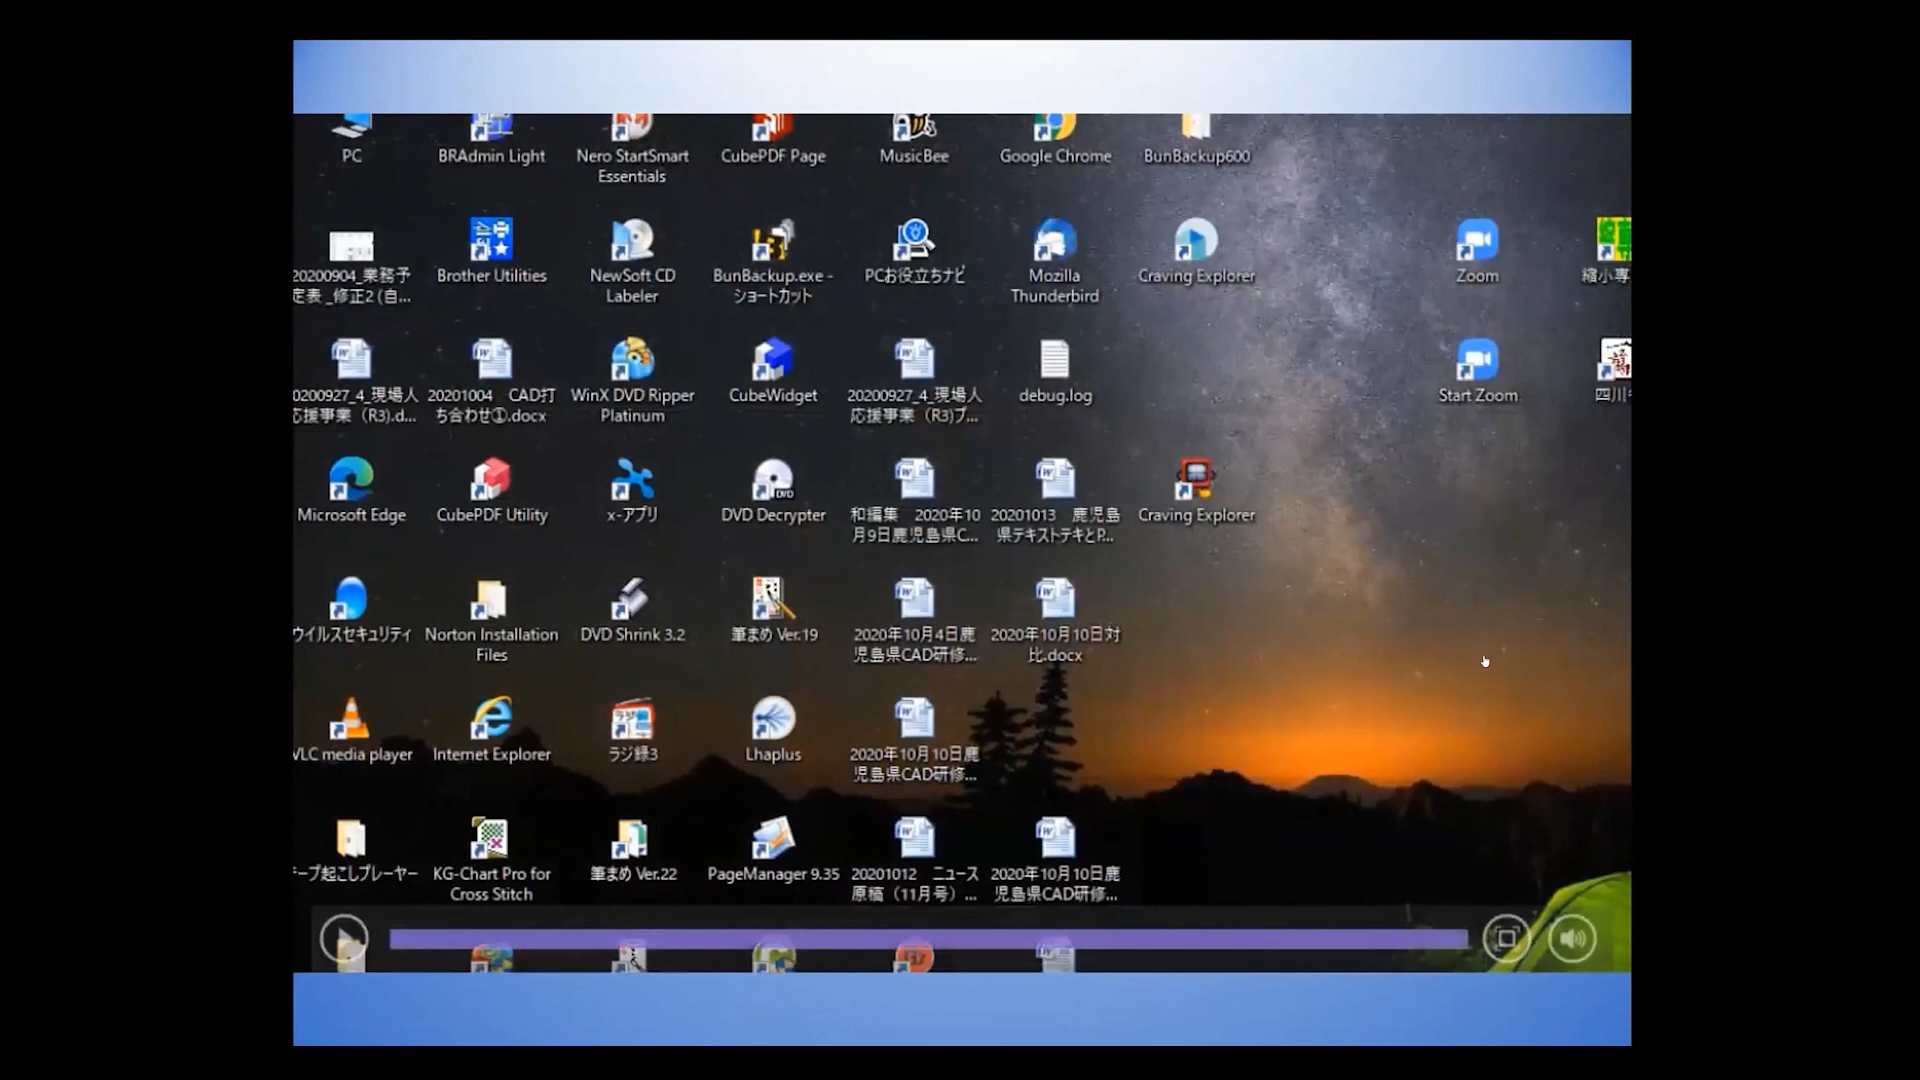 PC
BRAdmin Light
Nero StartSmart
Essentials
CubePDF Page
MusicBee
Google Chrome
BunBackup600
20200904_業務予
定表_修正2 (自...
Brother Utilities
NewSoft CD
Labeler
BunBackup.exe -
ショートカット
PCお役立ちナビ
Mozilla
Thunderbird
Craving Explorer
Zoom
縮小専
20200927_4_現場人
応援事業（R3).d...
20201004　CAD打
ち合わせ①.docx
WinX DVD Ripper
Platinum
CubeWidget
20200927_4_現場人
応援事業（R3)プ...
debug.log
Start Zoom
四川
Microsoft Edge
CubePDF Utility
x-アプリ
DVD Decrypter
和編集　2020年10
月9日鹿児島県C...
20201013　鹿児島
県テキストテキとP...
Craving Explorer
ウイルスセキュリティ
Norton Installation
Files
DVD Shrink 3.2
筆まめ Ver.19
2020年10月4日鹿
児島県CAD研修...
2020年10月10日対
比.docx
VLC media player
Internet Explorer
ラジ録3
Lhaplus
2020年10月10日鹿
児島県CAD研修...
テープ起こしプレーヤー
KG-Chart Pro for
Cross Stitch
筆まめ Ver.22
PageManager 9.35
20201012　ニュース
原稿（11月号）...
2020年10月10日鹿
児島県CAD研修...